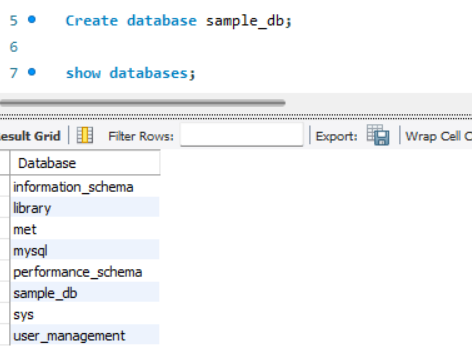 5 Create database sample_db;
6
7 show databases;
esult Grid Filter Rows: Export: Wrap Cell C
Database
information_schema
library
met
mysql
performance_schema
sample_db
sys
user_management